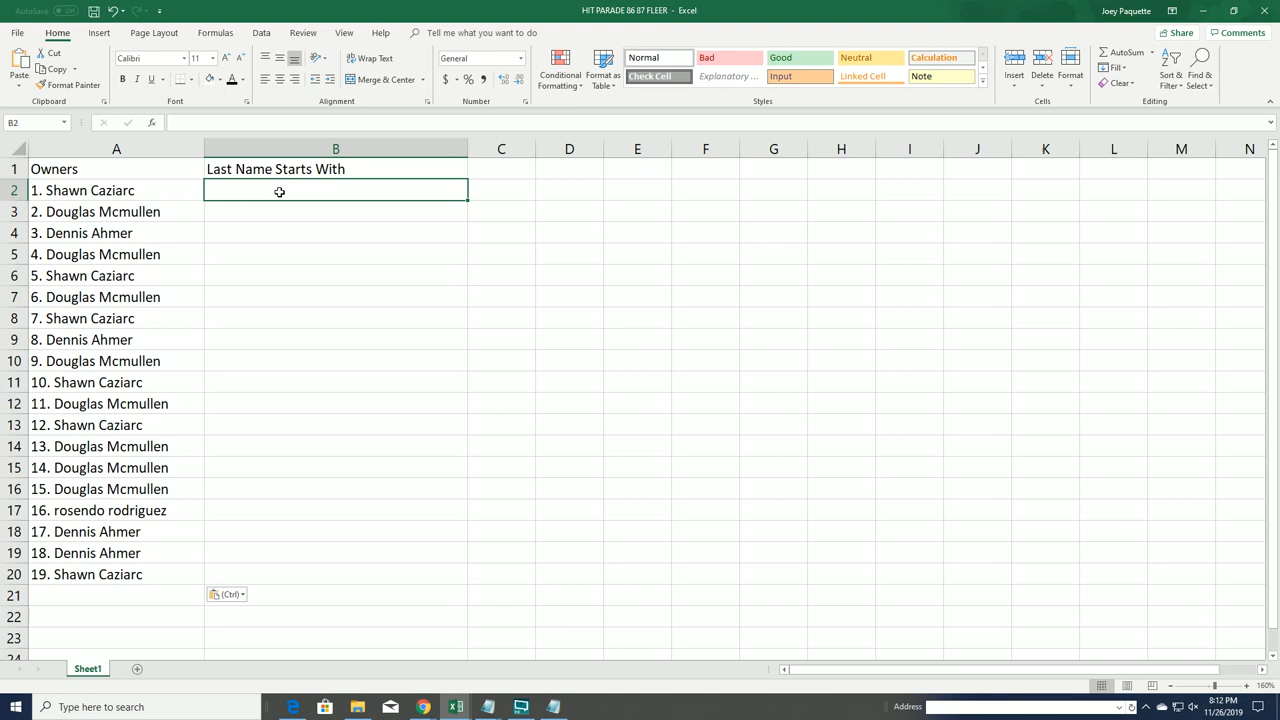 AutoSave Off
HIT PARADE 86 87 FLEER - Excel
Joey Paquette
File Home Insert Page Layout Formulas Data Review View Help Tell me what you want to do
Share Comments
Paste
Cut
Copy
Format Painter
Clipboard
Calibri 11
B I U
Font
Wrap Text
Merge & Center
Alignment
General
$ % ,
Number
Conditional Formatting
Format as Table
Normal Bad Good Neutral Calculation
Check Cell Explanatory ... Input Linked Cell Note
Styles
Insert Delete Format
Cells
AutoSum
Fill
Clear
Sort & Filter
Find & Select
Editing
B2
fx
A B C D E F G H I J K L M N
1 Owners Last Name Starts With
2 1. Shawn Caziarc
3 2. Douglas Mcmullen
4 3. Dennis Ahmer
5 4. Douglas Mcmullen
6 5. Shawn Caziarc
7 6. Douglas Mcmullen
8 7. Shawn Caziarc
9 8. Dennis Ahmer
10 9. Douglas Mcmullen
11 10. Shawn Caziarc
12 11. Douglas Mcmullen
13 12. Shawn Caziarc
14 13. Douglas Mcmullen
15 14. Douglas Mcmullen
16 15. Douglas Mcmullen
17 16. rosendo rodriguez
18 17. Dennis Ahmer
19 18. Dennis Ahmer
20 19. Shawn Caziarc
21 (Ctrl)
22
23
24
Sheet1
160%
Type here to search
Address
8:12 PM
11/26/2019